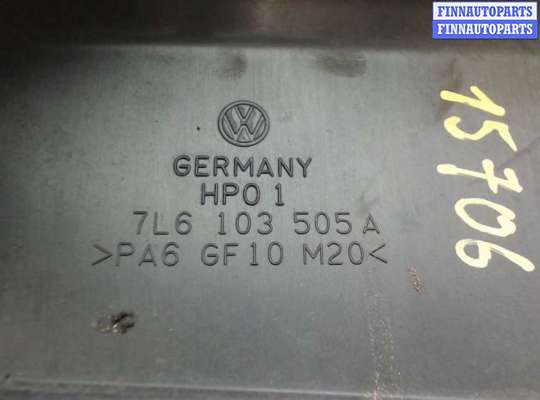 FINNAUTOPARTS
FINNAUTOPARTS
GERMANY
HPO 1
7L6 103 505 A
>PA6 GF10 M20<
15706